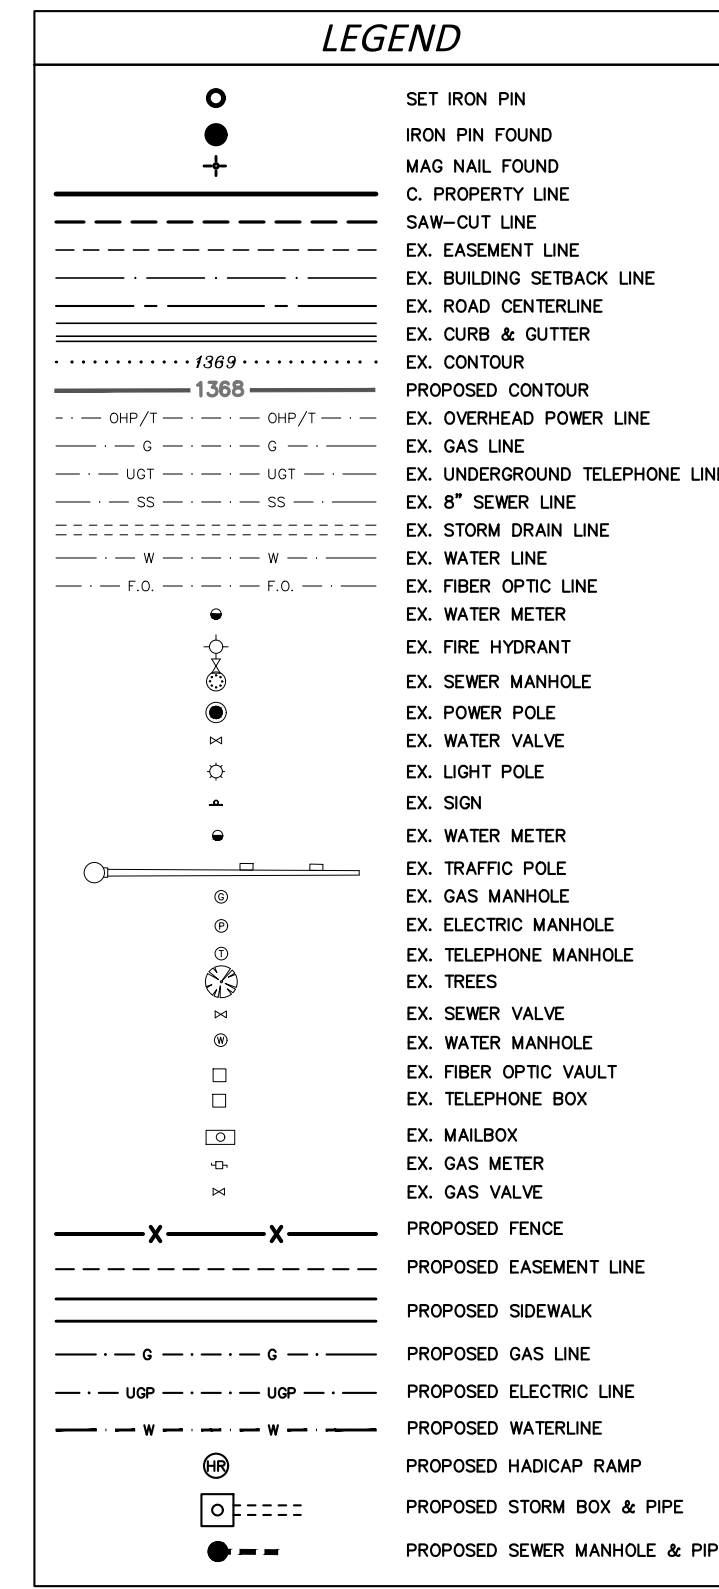 LEGEND
SET IRON PIN
IRON PIN FOUND
MAG NAIL FOUND
C. PROPERTY LINE
SAW-CUT LINE
EX. EASEMENT LINE
EX. BUILDING SETBACK LINE
EX. ROAD CENTERLINE
EX. CURB & GUTTER
1369 EX. CONTOUR
1368 PROPOSED CONTOUR
OHP/T OHP/T EX. OVERHEAD POWER LINE
G G EX. GAS LINE
UGT UGT EX. UNDERGROUND TELEPHONE LINE
SS SS EX. 8" SEWER LINE
EX. STORM DRAIN LINE
W W EX. WATER LINE
F.O. F.O. EX. FIBER OPTIC LINE
EX. WATER METER
EX. FIRE HYDRANT
EX. SEWER MANHOLE
EX. POWER POLE
EX. WATER VALVE
EX. LIGHT POLE
EX. SIGN
EX. WATER METER
EX. TRAFFIC POLE
G EX. GAS MANHOLE
P EX. ELECTRIC MANHOLE
T EX. TELEPHONE MANHOLE
EX. TREES
EX. SEWER VALVE
W EX. WATER MANHOLE
EX. FIBER OPTIC VAULT
EX. TELEPHONE BOX
EX. MAILBOX
EX. GAS METER
EX. GAS VALVE
X X PROPOSED FENCE
PROPOSED EASEMENT LINE
PROPOSED SIDEWALK
G G PROPOSED GAS LINE
UGP UGP PROPOSED ELECTRIC LINE
W W PROPOSED WATERLINE
HR PROPOSED HADICAP RAMP
PROPOSED STORM BOX & PIPE
PROPOSED SEWER MANHOLE & PIP